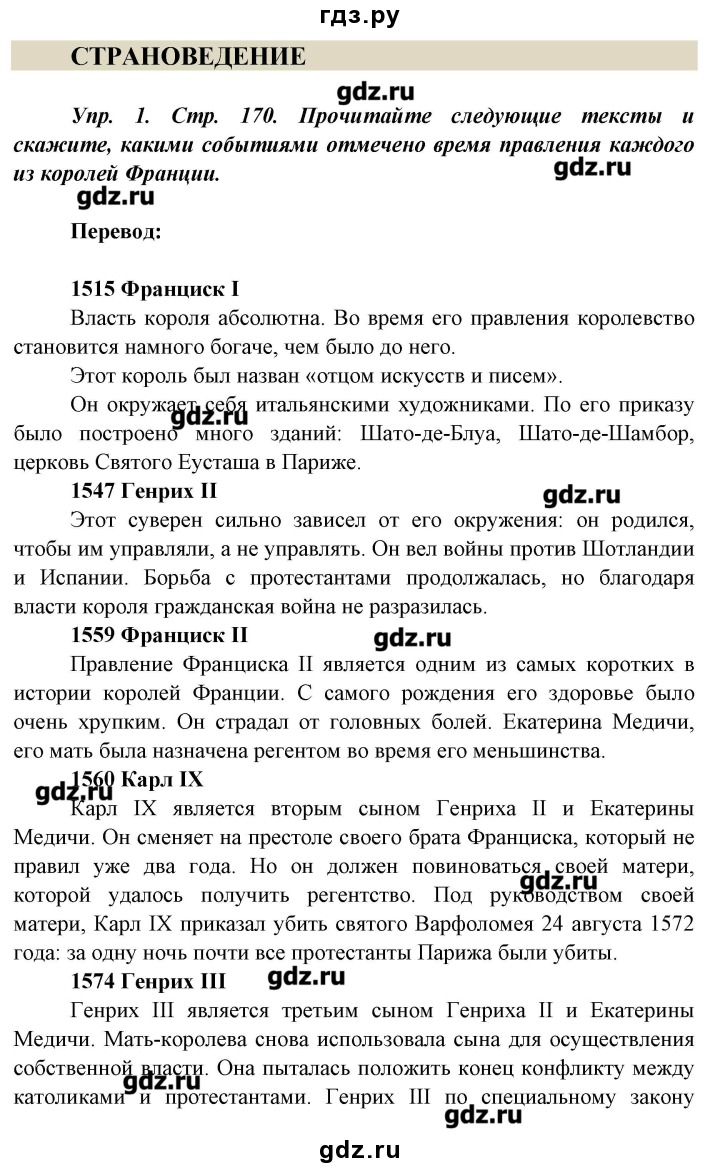 гдз.ру
СТРАНОВЕДЕНИЕ
gdz.ru
Упр. 1. Стр. 170. Прочитайте следующие тексты и
скажите, какими событиями отмечено время правления каждого
gdz.ru
из королей Франции.
gdz.ru
Перевод:
1515 Франциск I
Власть короля абсолютна. Во время его правления королевство
становится намного богаче, чем было до него.
Этот король был назван «отцом искусств и писем».
Он окружает себя итальянскими художниками. По его приказу
gdz.ru
было построено много зданий: Шато-де-Блуа, Шато-де-Шамбор,
церковь Святого Еусташа в Париже.
1547 Генрих II
gdz.ru
Этот суверен сильно зависел от его окружения: он родился,
чтобы им управляли, а не управлять. Он вел войны против Шотландии
и Испании. Борьба с протестантами продолжалась, но благодаря
власти короля гражданская война не разразилась.
1559 Франциск II
gdz.ru
Правление Франциска II является одним из самых коротких в
истории королей Франции. С самого рождения его здоровье было
очень хрупким. Он страдал от головных болей. Екатерина Медичи,
его мать была назначена регентом во время его меньшинства.
1560 Карл IX
gdz.ru
Карл IX является вторым сыном Генриха II и Екатерины
Медичи. Он сменяет на престоле своего брата Франциска, который не
правил уже два года. Но он должен повиноваться своей матери,
gdz.ru
которой удалось получить регентство. Под руководством своей
матери, Карл IX приказал убить святого Варфоломея 24 августа 1572
года: за одну ночь почти все протестанты Парижа были убиты.
1574 Генрих III
gdz.ru
Генрих III является третьим сыном Генриха II и Екатерины
Медичи. Мать-королева снова использовала сына для осуществления
собственной власти. Она пыталась положить конец конфликту между
gdz.ru
католиками и протестантами. Генрих III по специальному закону
gdz.ru
gdz.ru